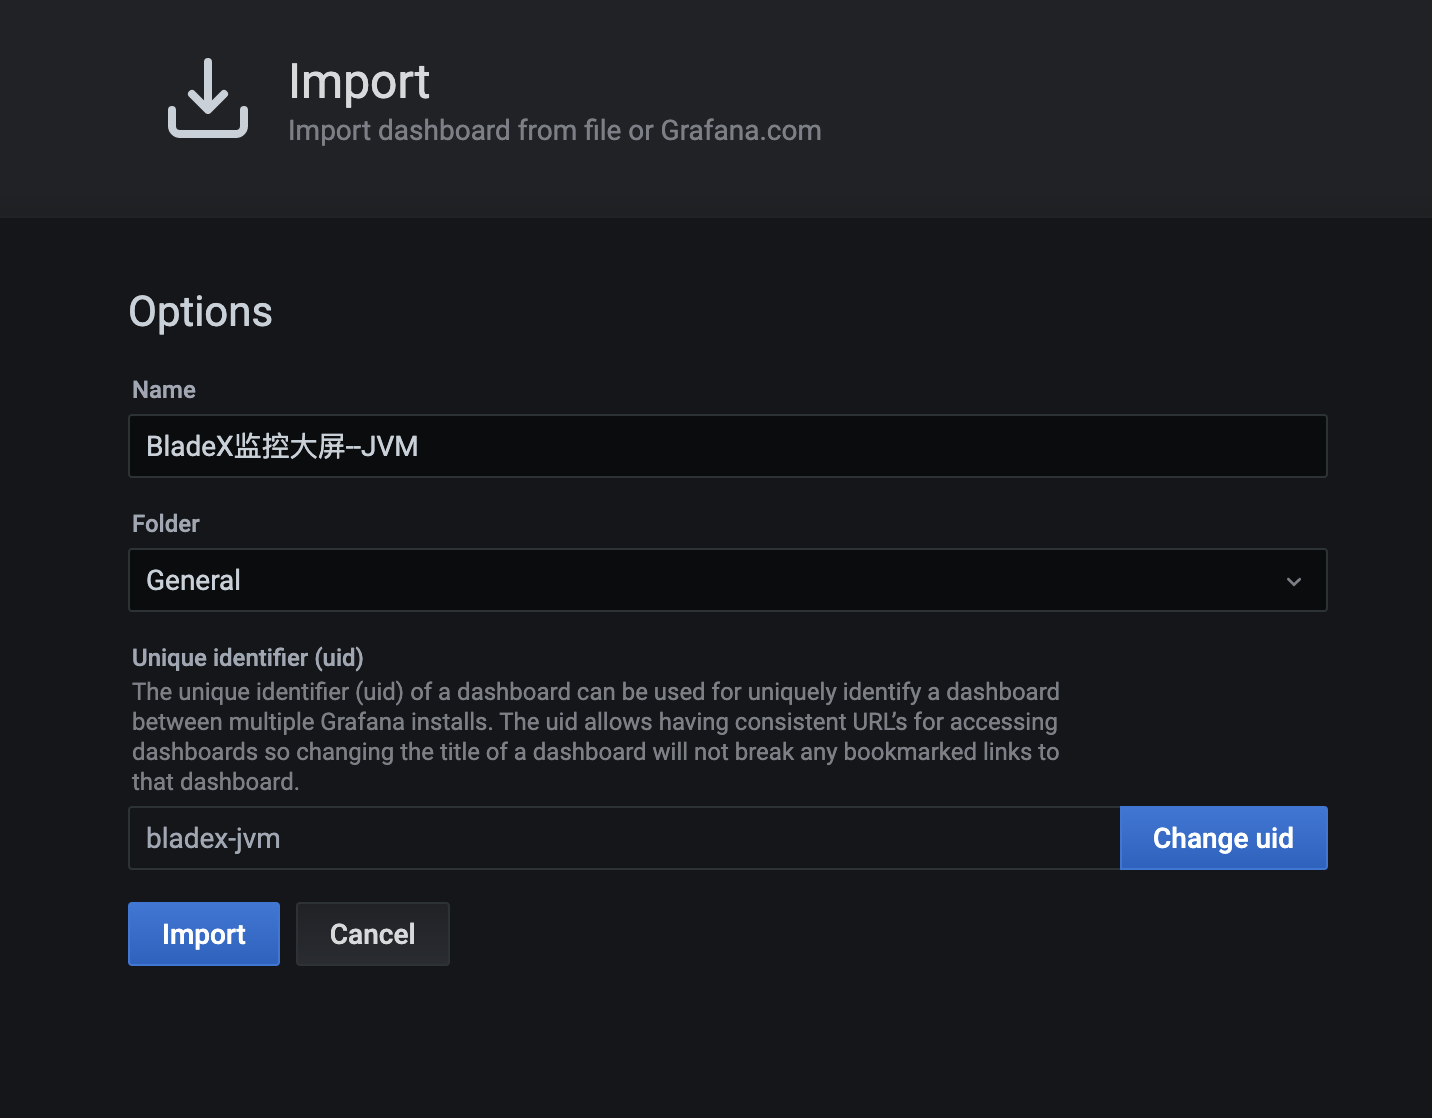 Import
Import dashboard from file or Grafana.com
Options
Name
BladeX监控大屏--JVM
Folder
General
Unique identifier (uid)
The unique identifier (uid) of a dashboard can be used for uniquely identify a dashboard
between multiple Grafana installs. The uid allows having consistent URL's for accessing
dashboards so changing the title of a dashboard will not break any bookmarked links to
that dashboard.
bladex-jvm
Change uid
Import
Cancel